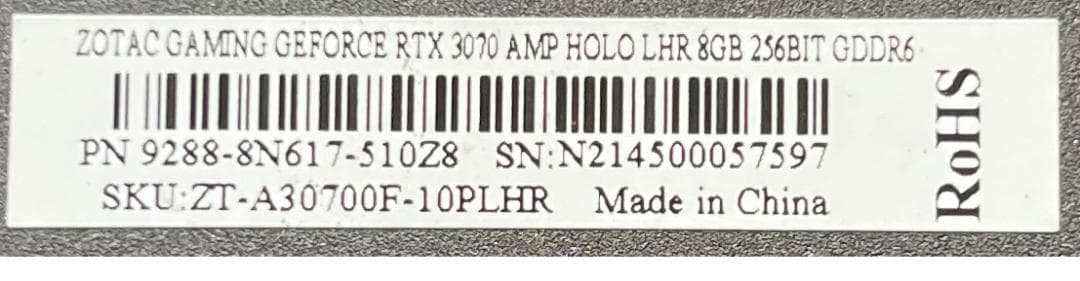 ZOTAC GAMING GEFORCE RTX 3070 AMP HOLO LHR 8GB 256BIT GDDR6
PN 9288-8N617-510Z8 SN:N214500057597
SKU:ZT-A30700F-10PLHR Made in China
RoHS